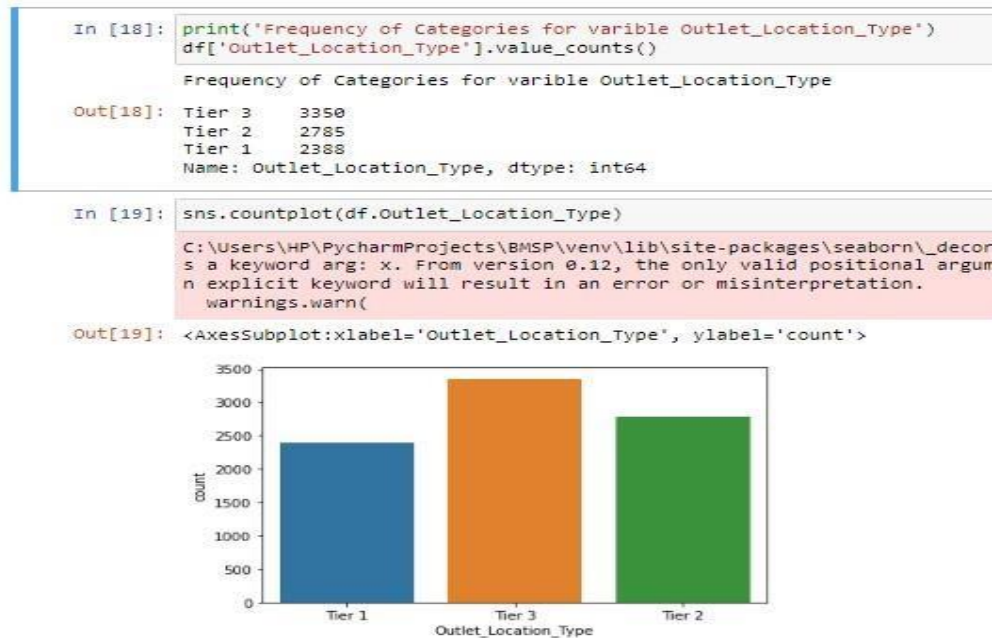 In [18]: print('Frequency of Categories for varible Outlet_Location_Type')
df['Outlet_Location_Type'].value_counts()
Frequency of Categories for varible Outlet_Location_Type
Out[18]: Tier 3    3350
Tier 2    2785
Tier 1    2388
Name: Outlet_Location_Type, dtype: int64
In [19]: sns.countplot(df.Outlet_Location_Type)
C:\Users\HP\PycharmProjects\BMSP\venv\lib\site-packages\seaborn\_decor
s a keyword arg: x. From version 0.12, the only valid positional argum
n explicit keyword will result in an error or misinterpretation.
warnings.warn(
Out[19]: <AxesSubplot:xlabel='Outlet_Location_Type', ylabel='count'>
3500
3000
2500
2000
1500
1000
500
0
count
Tier 1 Tier 3 Tier 2
Outlet_Location_Type